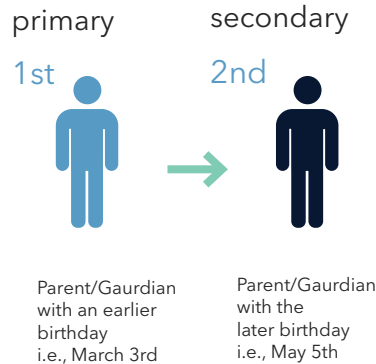 primary
1st
Parent/Gaurdian
with an earlier
birthday
i.e., March 3rd
secondary
2nd
Parent/Gaurdian
with the
later birthday
i.e., May 5th